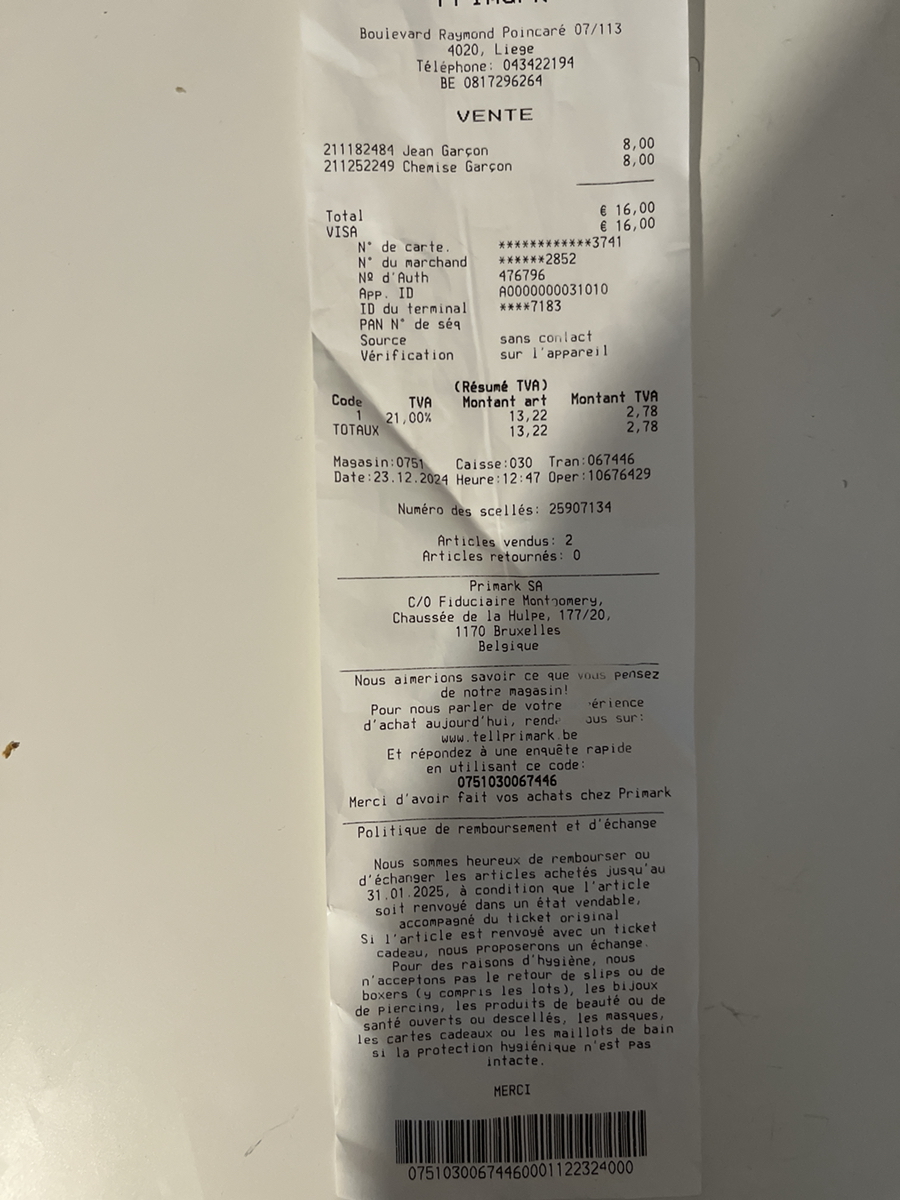 Boulevard Raymond Poincaré 07/113
4020, Liege
Téléphone: 043422194
BE 0817296264
VENTE
211182484 Jean Garçon 8,00
211252249 Chemise Garçon 8,00
Total € 16,00
VISA € 16,00
N° de carte. ************3741
N° du marchand ******2852
Nº d'Auth 476796
App. ID A0000000031010
ID du terminal ****7183
PAN N° de séq
Source sans contact
Vérification sur l'appareil
(Résumé TVA)
Code TVA Montant art Montant TVA
1 21,00% 13,22 2,78
TOTAUX 13,22 2,78
Magasin:0751 Caisse:030 Tran:067446
Date:23.12.2024 Heure:12:47 Oper:10676429
Numéro des scellés: 25907134
Articles vendus: 2
Articles retournés: 0
Primark SA
C/O Fiduciaire Montgomery,
Chaussée de la Hulpe, 177/20,
1170 Bruxelles
Belgique
Nous aimerions savoir ce que vous pensez
de notre magasin!
Pour nous parler de votre érience
d'achat aujourd'hui, rende ous sur:
www.tellprimark.be
Et répondez à une enquête rapide
en utilisant ce code:
0751030067446
Merci d'avoir fait vos achats chez Primark
Politique de remboursement et d'échange
Nous sommes heureux de rembourser ou
d'échanger les articles achetés jusqu'au
31.01.2025, à condition que l'article
soit renvoyé dans un état vendable,
accompagné du ticket original
Si l'article est renvoyé avec un ticket
cadeau, nous proposerons un échange.
Pour des raisons d'hygiène, nous
n'acceptons pas le retour de slips ou de
boxers (y compris les lots), les bijoux
de piercing, les produits de beauté ou de
santé ouverts ou descellés, les masques,
les cartes cadeaux ou les maillots de bain
si la protection hygiénique n'est pas
intacte.
MERCI
07510300674460001122324000